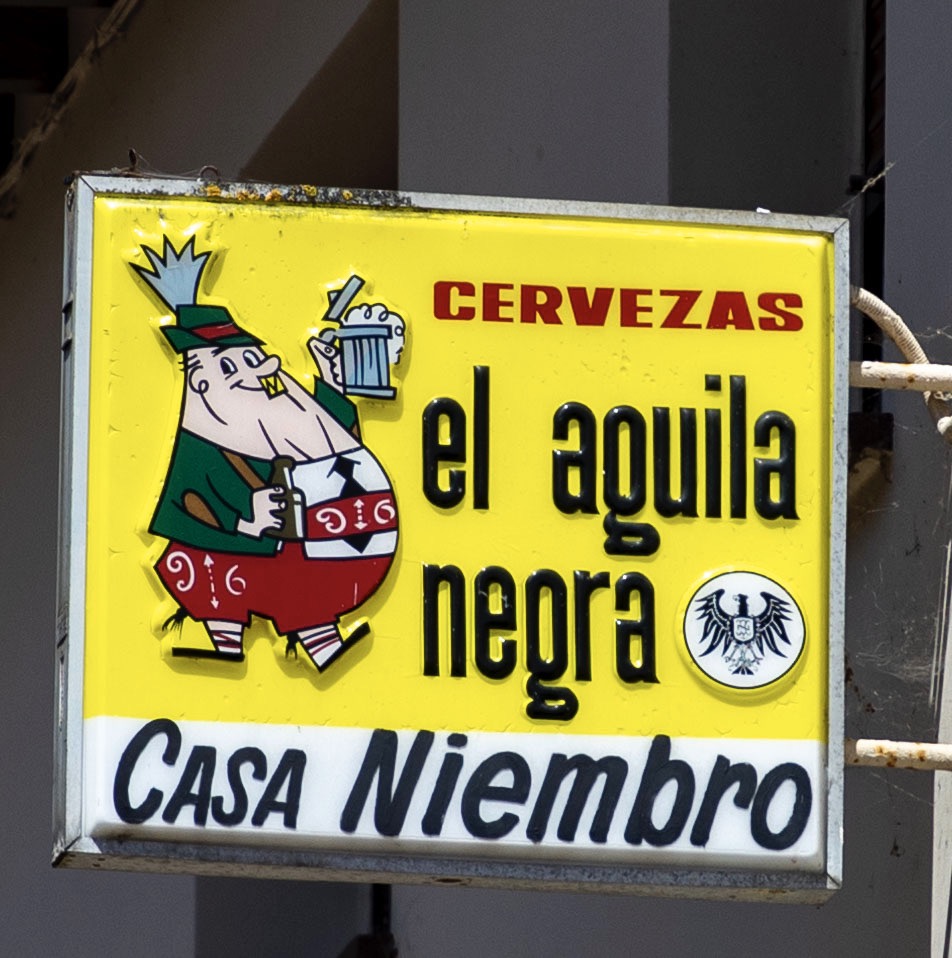 CERVEZAS
el aguila
negra
CASA Niembro